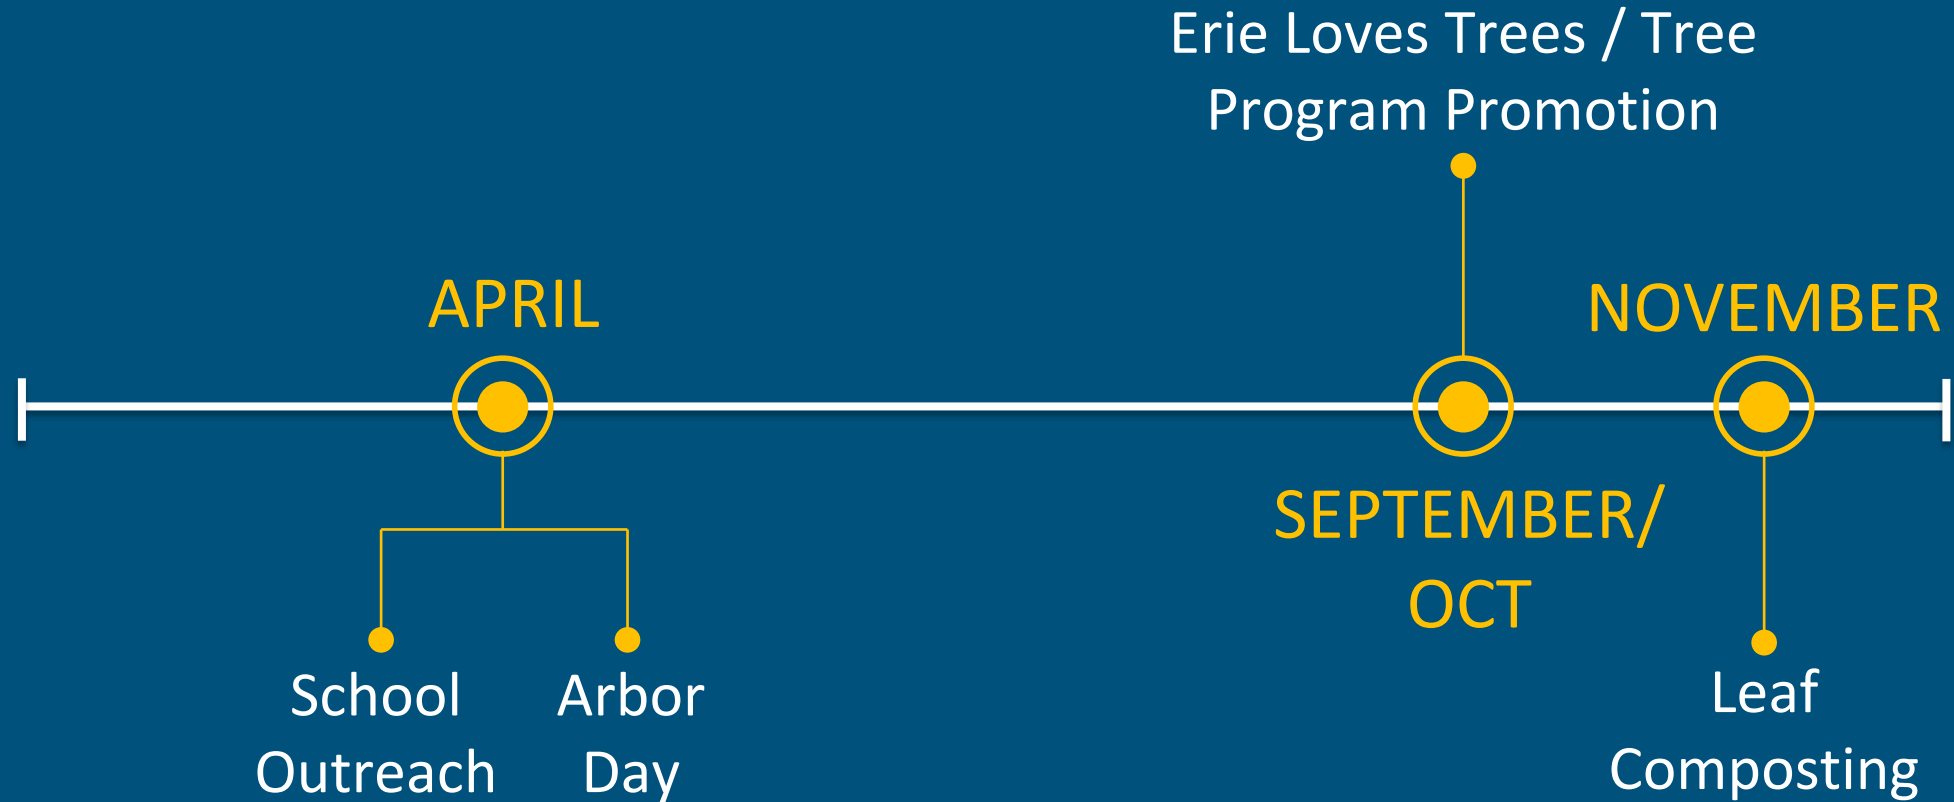 Erie Loves Trees / Tree
Program Promotion
APRIL
NOVEMBER
SEPTEMBER/
OCT
School
Outreach
Arbor
Day
Leaf
Composting